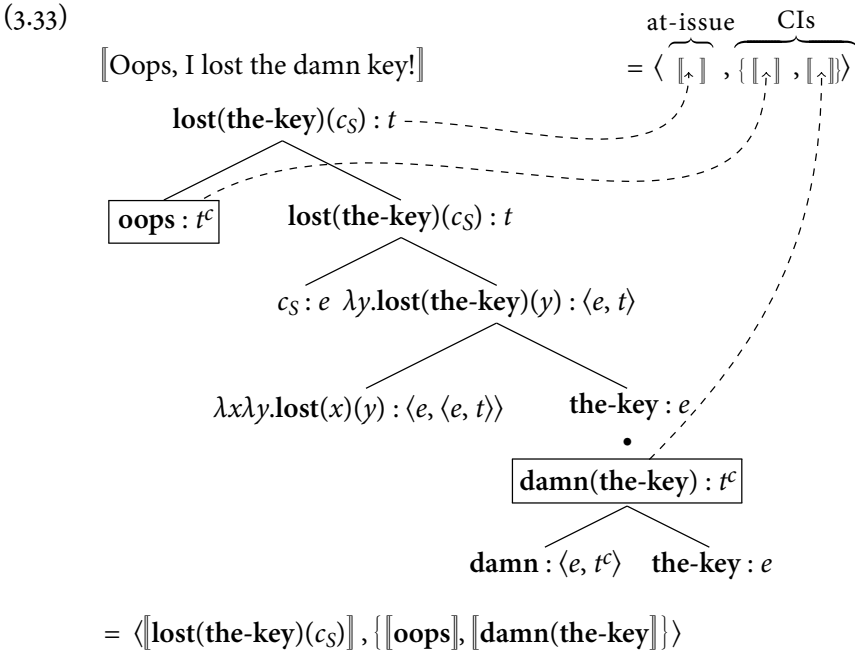 (3.33)
at-issue CIs
⟦Oops, I lost the damn key!⟧ = ⟨ ⟦ ⟧ , { ⟦ ⟧ , ⟦ ⟧}⟩
lost(the-key)(c_S) : t
oops : t^c lost(the-key)(c_S) : t
c_S : e λy.lost(the-key)(y) : ⟨e, t⟩
λxλy.lost(x)(y) : ⟨e, ⟨e, t⟩⟩ the-key : e
•
damn(the-key) : t^c
damn : ⟨e, t^c⟩ the-key : e
= ⟨⟦lost(the-key)(c_S)⟧ , {⟦oops⟧, ⟦damn(the-key⟧}⟩